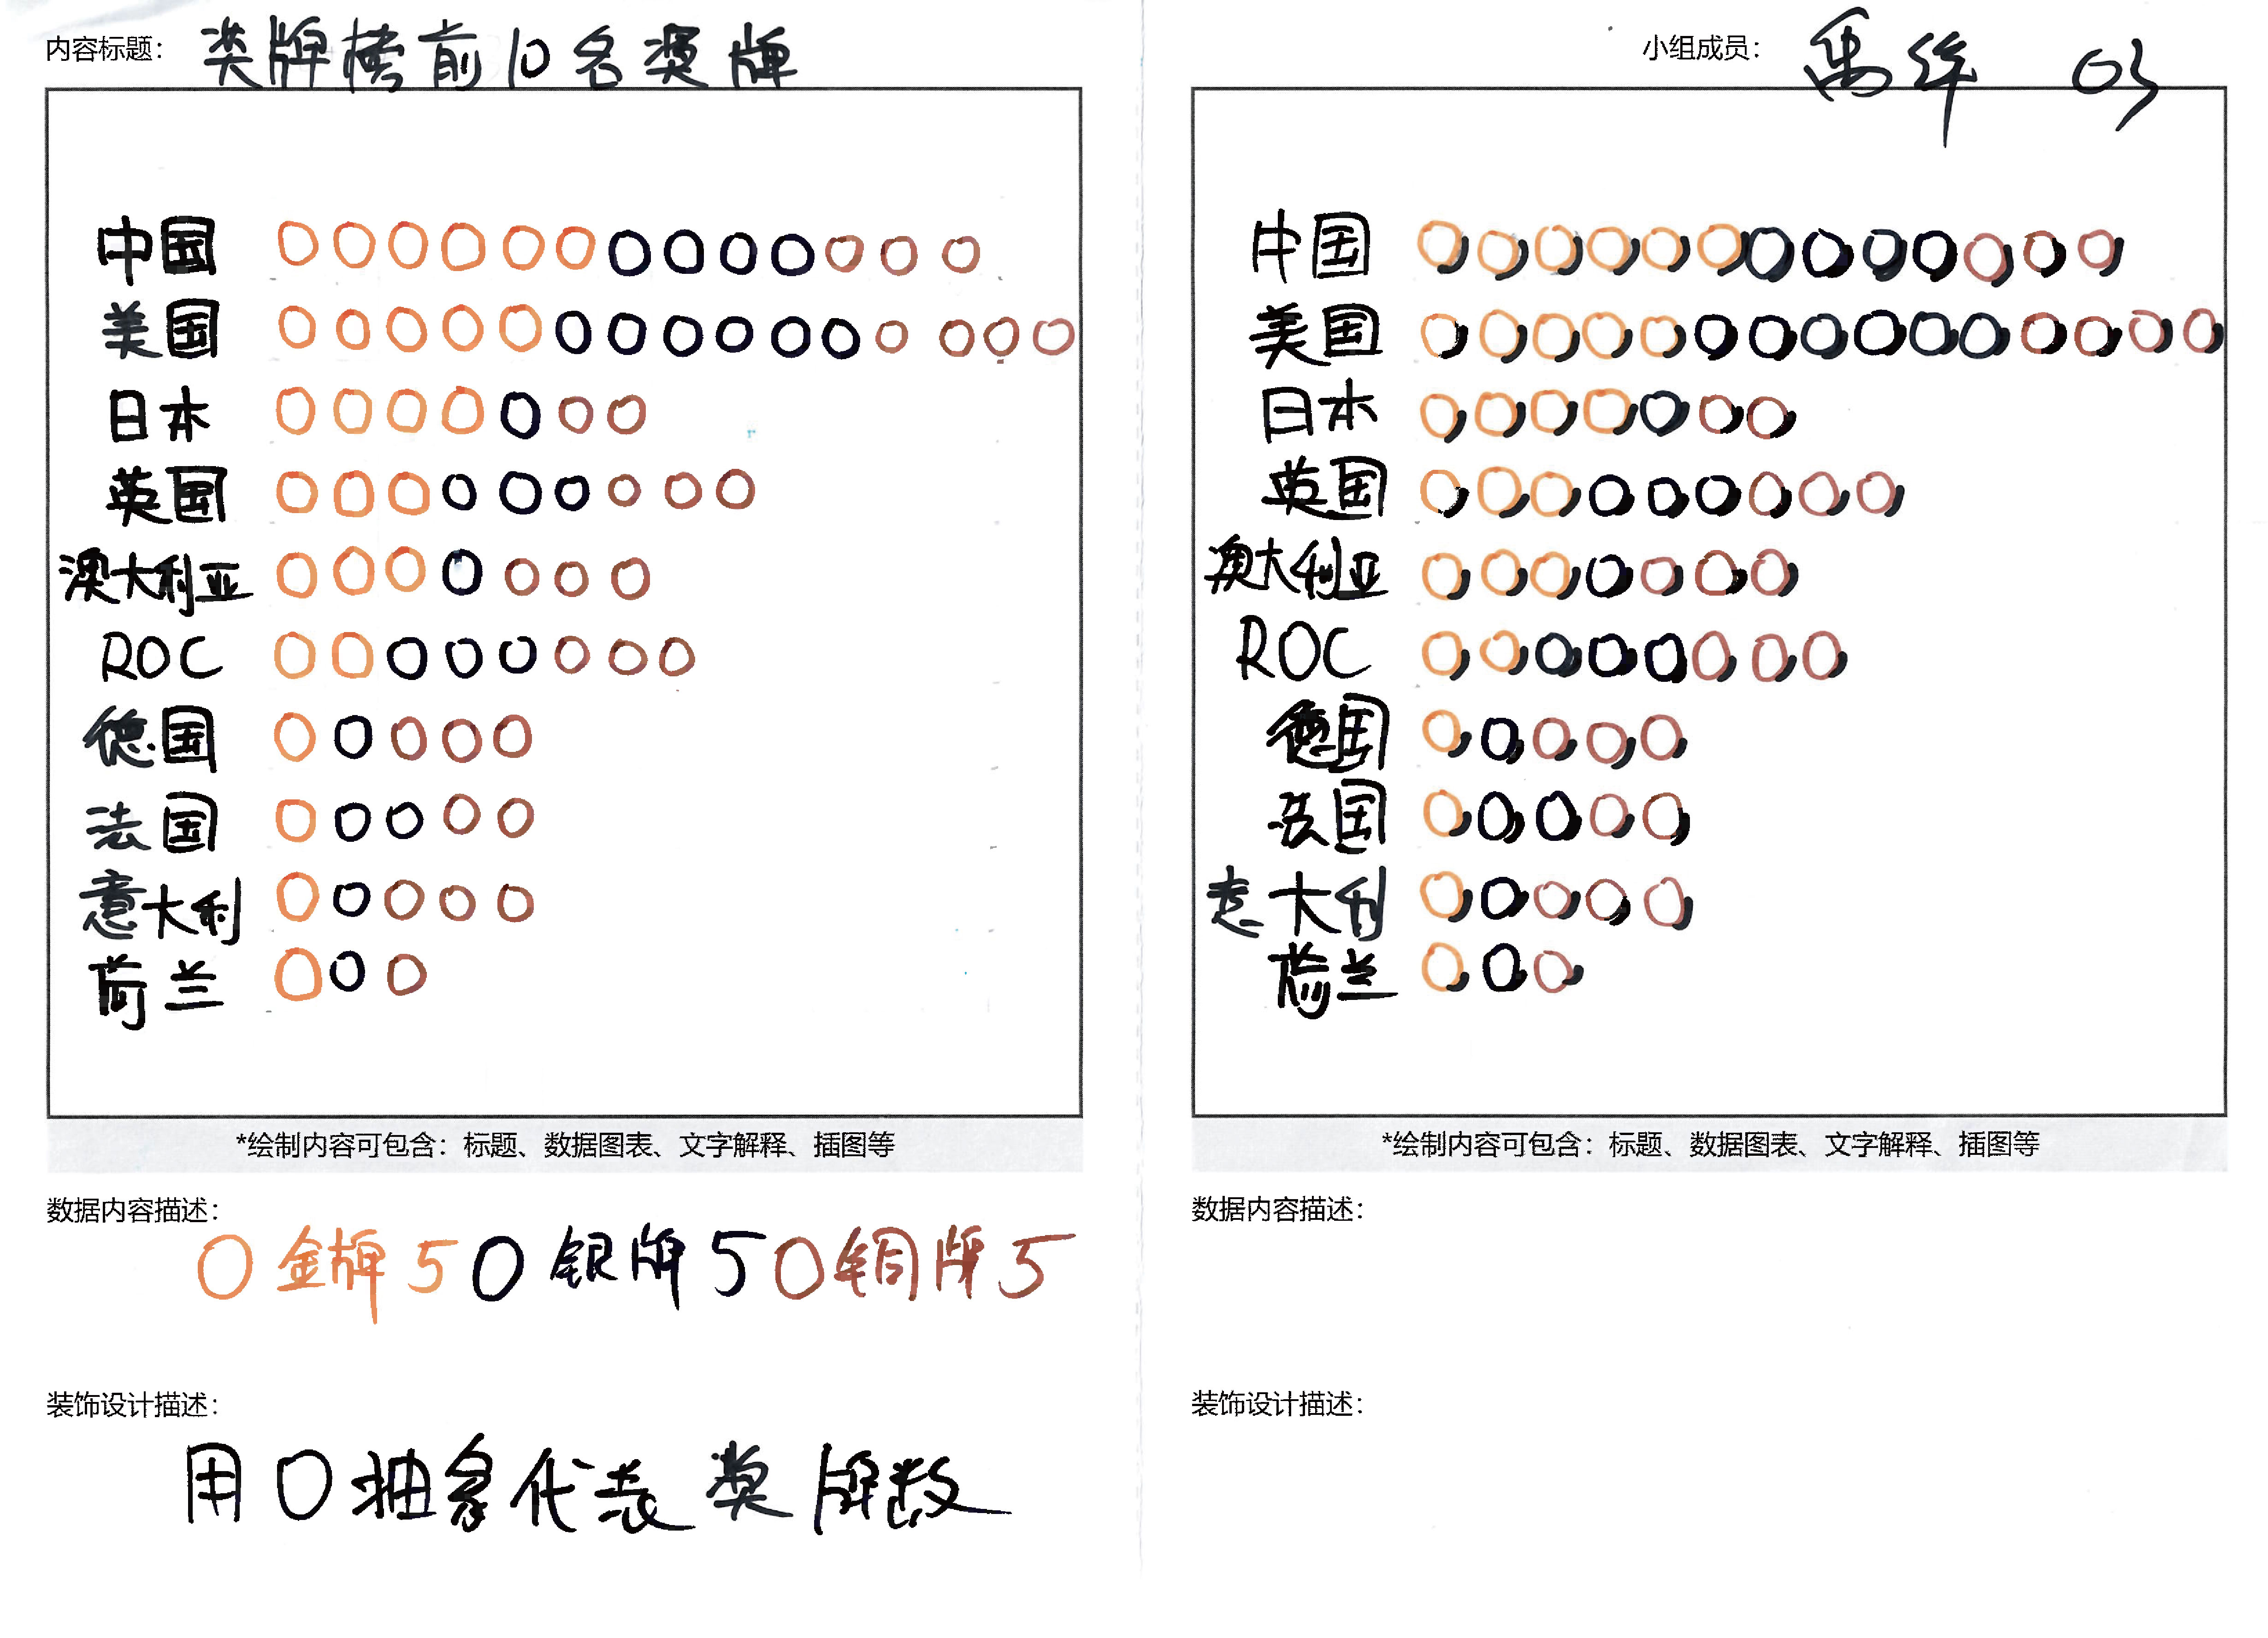 内容标题： 奖牌榜前10名奖牌
中国
美国
日本
英国
澳大利亚
ROC
德国
法国
意大利
荷兰
*绘制内容可包含：标题、数据图表、文字解释、插图等
数据内容描述：
金牌5 银牌5 铜牌5
装饰设计描述：
用O抽象代表奖牌数
小组成员： 03
中国
美国
日本
英国
澳大利亚
ROC
德国
法国
意大利
荷兰
*绘制内容可包含：标题、数据图表、文字解释、插图等
数据内容描述：
装饰设计描述：